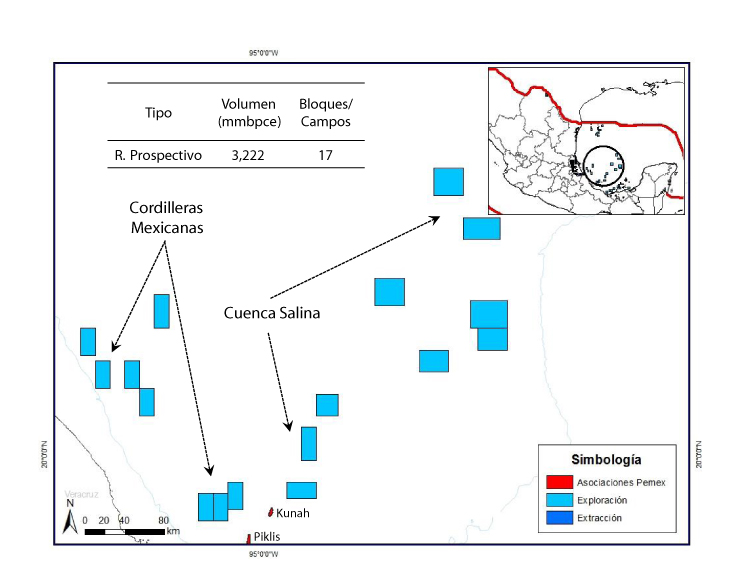 95°0'0"W
Tipo Volumen (mmbpce) Bloques/ Campos
R. Prospectivo 3,222 17
Cordilleras
Mexicanas
Cuenca Salina
20°0'0"N
20°0'0"N
Simbología
Asociaciones Pemex
Exploración
Extracción
Veracruz
N
0 20 40 80
km
Kunah
Piklis
95°0'0"W